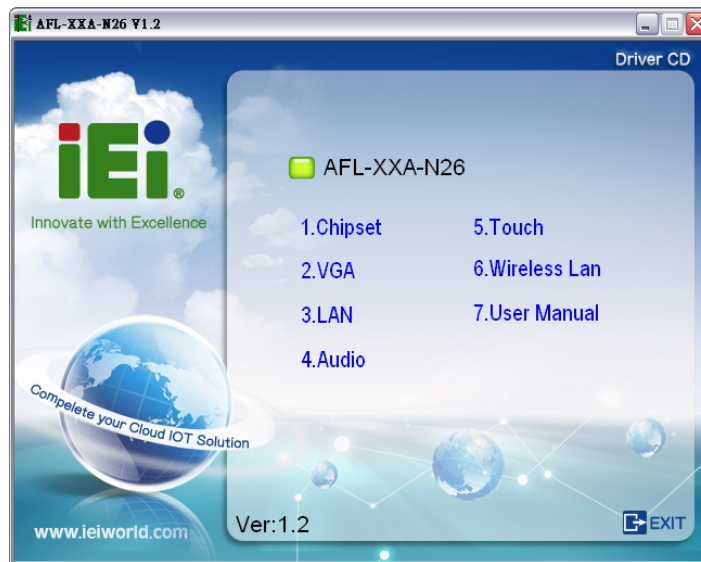 AFL-XXA-N26 V1.2
Driver CD
iEi®
Innovate with Excellence
AFL-XXA-N26
1.Chipset
2.VGA
3.LAN
4.Audio
5.Touch
6.Wireless Lan
7.User Manual
Compelete your Cloud IOT Solution
www.ieiworld.com
Ver:1.2
EXIT